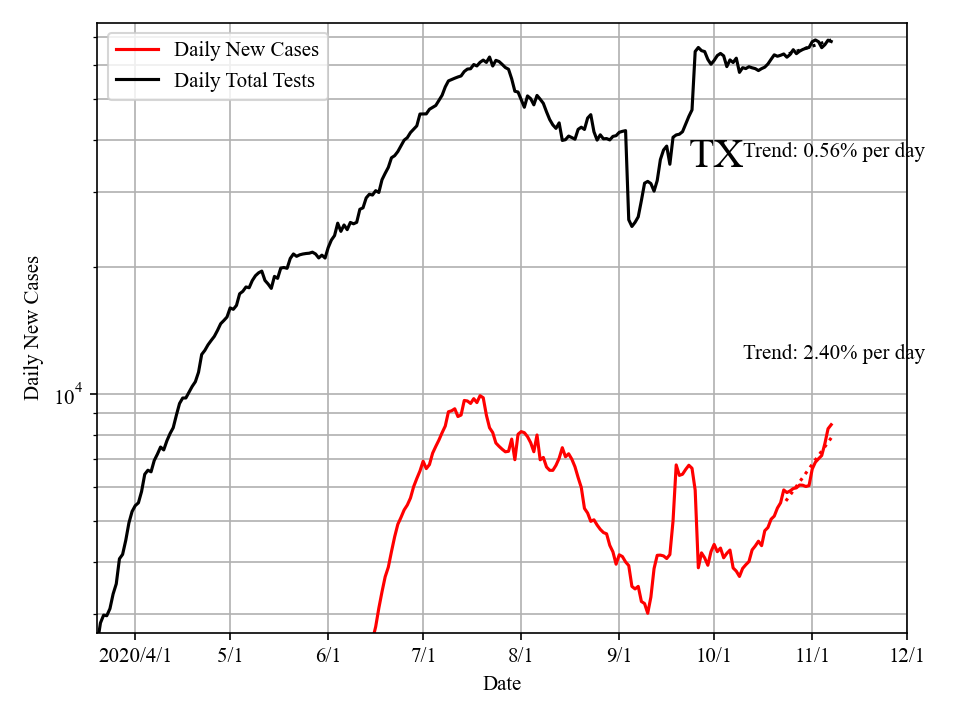 Daily New Cases
Daily Total Tests
TX
Trend: 0.56% per day
Trend: 2.40% per day
Daily New Cases
10^4
2020/4/1 5/1 6/1 7/1 8/1 9/1 10/1 11/1 12/1
Date